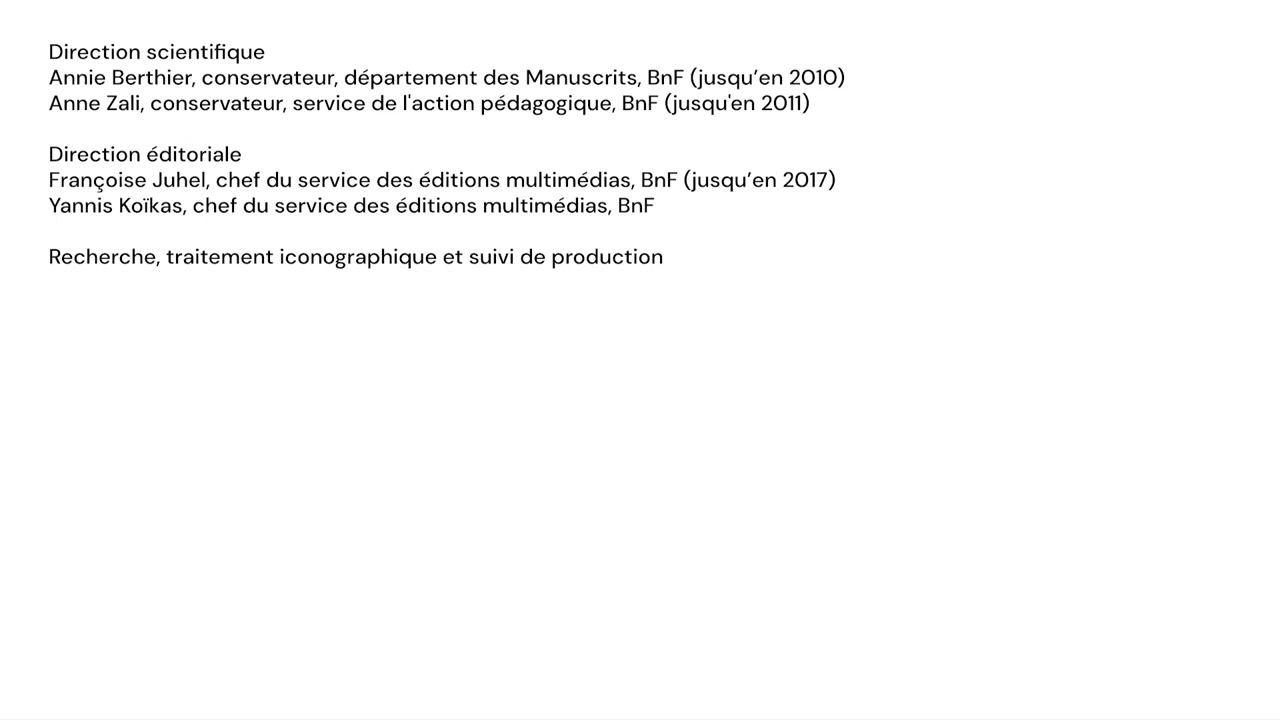 Direction scientifique
Annie Berthier, conservateur, département des Manuscrits, BnF (jusqu’en 2010)
Anne Zali, conservateur, service de l'action pédagogique, BnF (jusqu'en 2011)
Direction éditoriale
Françoise Juhel, chef du service des éditions multimédias, BnF (jusqu’en 2017)
Yannis Koïkas, chef du service des éditions multimédias, BnF
Recherche, traitement iconographique et suivi de production